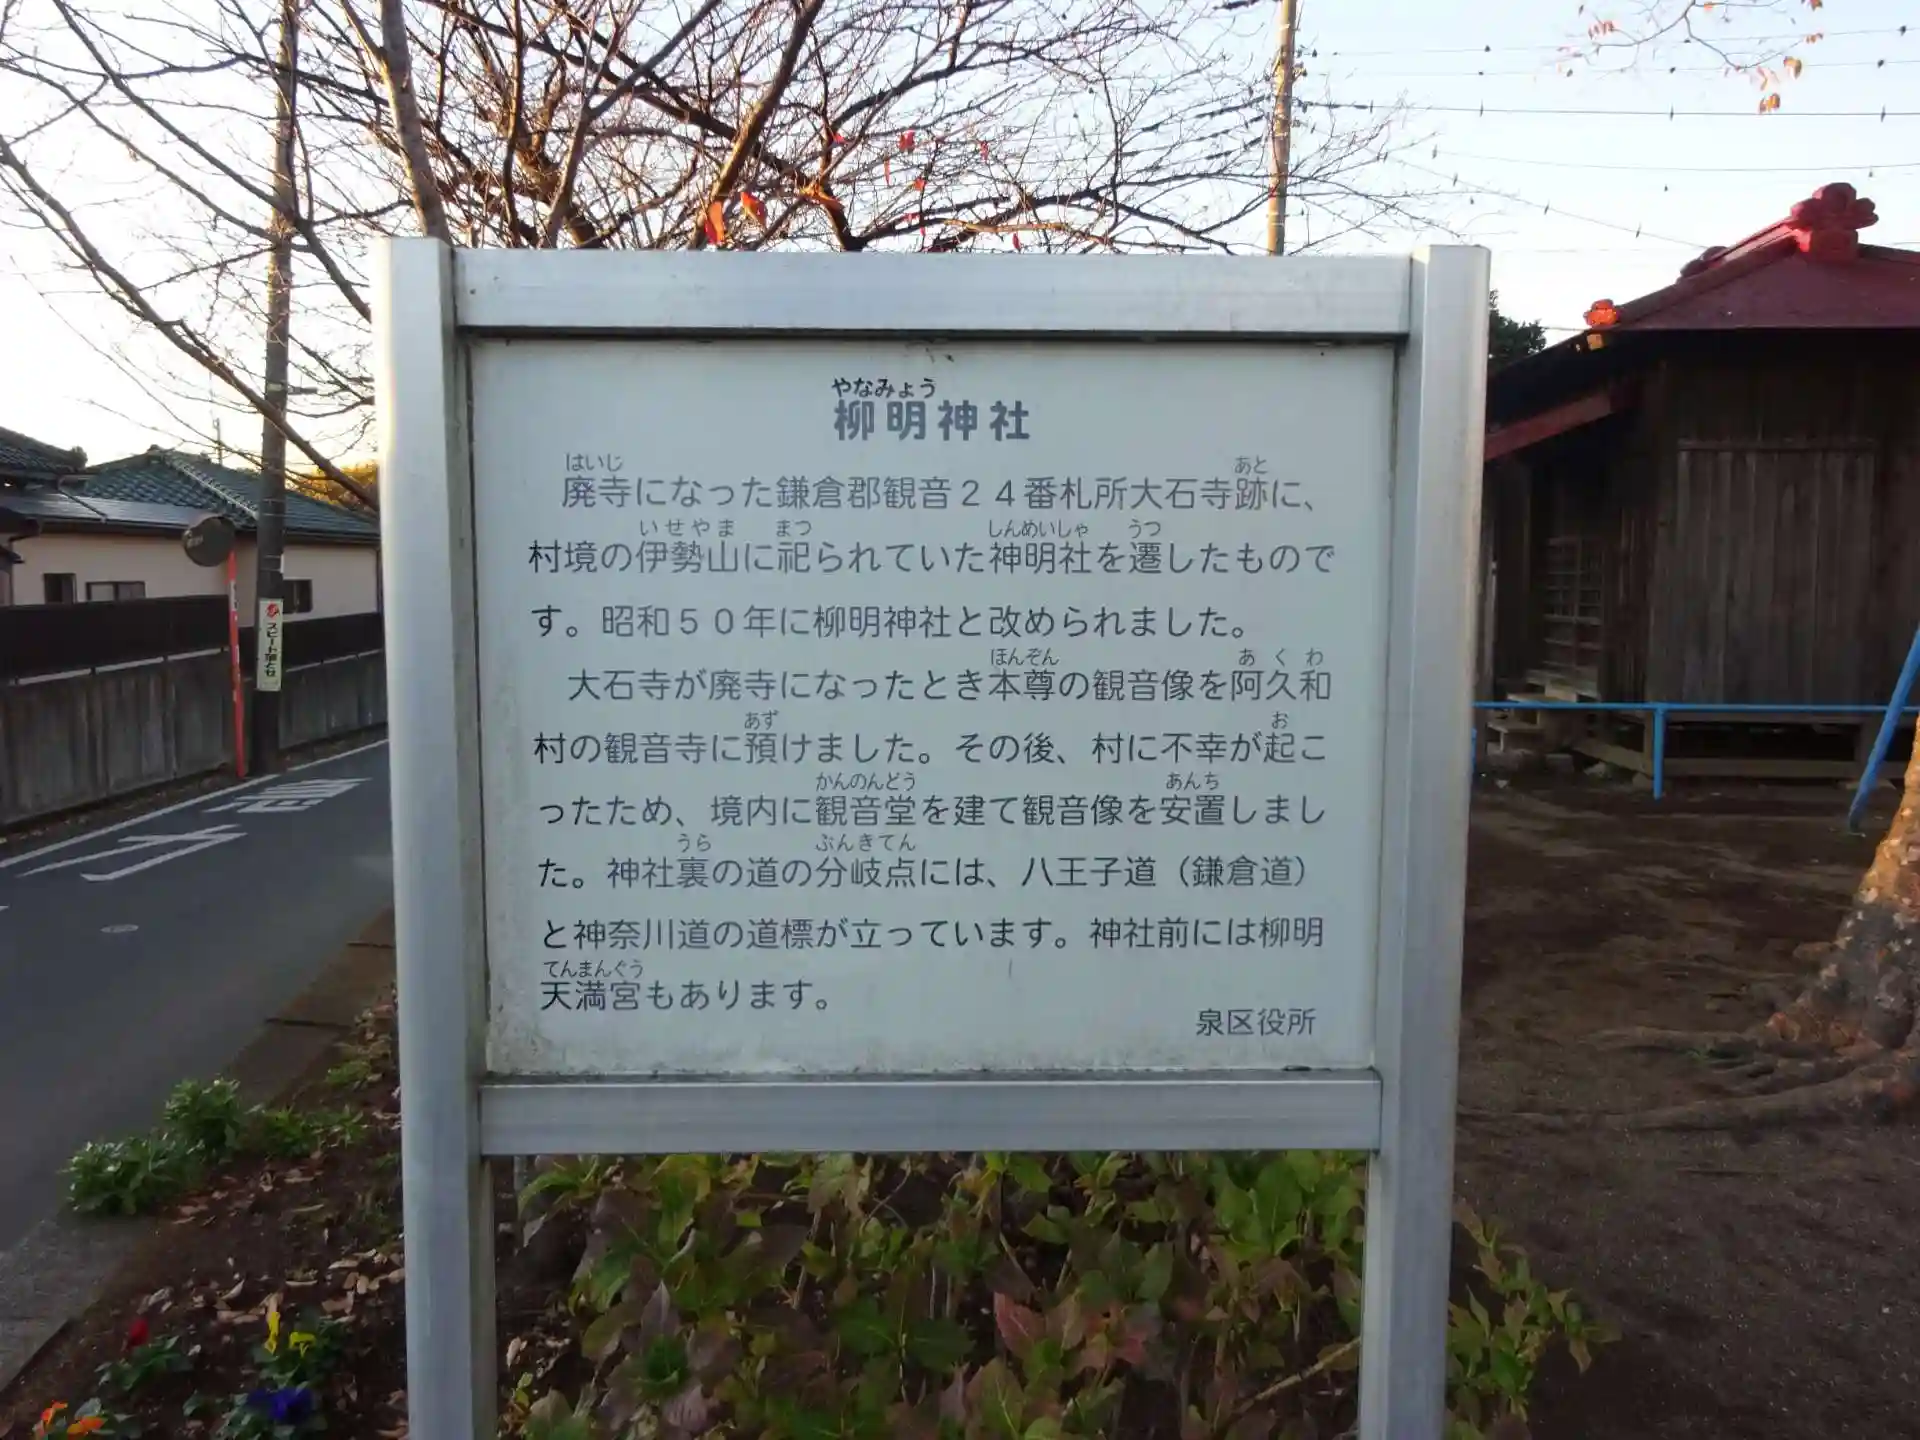 やなみょう
柳明神社
はいじ あと
廃寺になった鎌倉郡観音24番札所大石寺跡に、
いせやま まつ しんめいしゃ うつ
村境の伊勢山に祀られていた神明社を遷したもので
す。昭和50年に柳明神社と改められました。
ほんぞん あくわ
大石寺が廃寺になったとき本尊の観音像を阿久和
あず お
村の観音寺に預けました。その後、村に不幸が起こ
かんのんどう あんち
ったため、境内に観音堂を建て観音像を安置しまし
うら ぶんきてん
た。神社裏の道の分岐点には、八王子道（鎌倉道）
と神奈川道の道標が立っています。神社前には柳明
てんまんぐう
天満宮もあります。
泉区役所
スピード落とせ